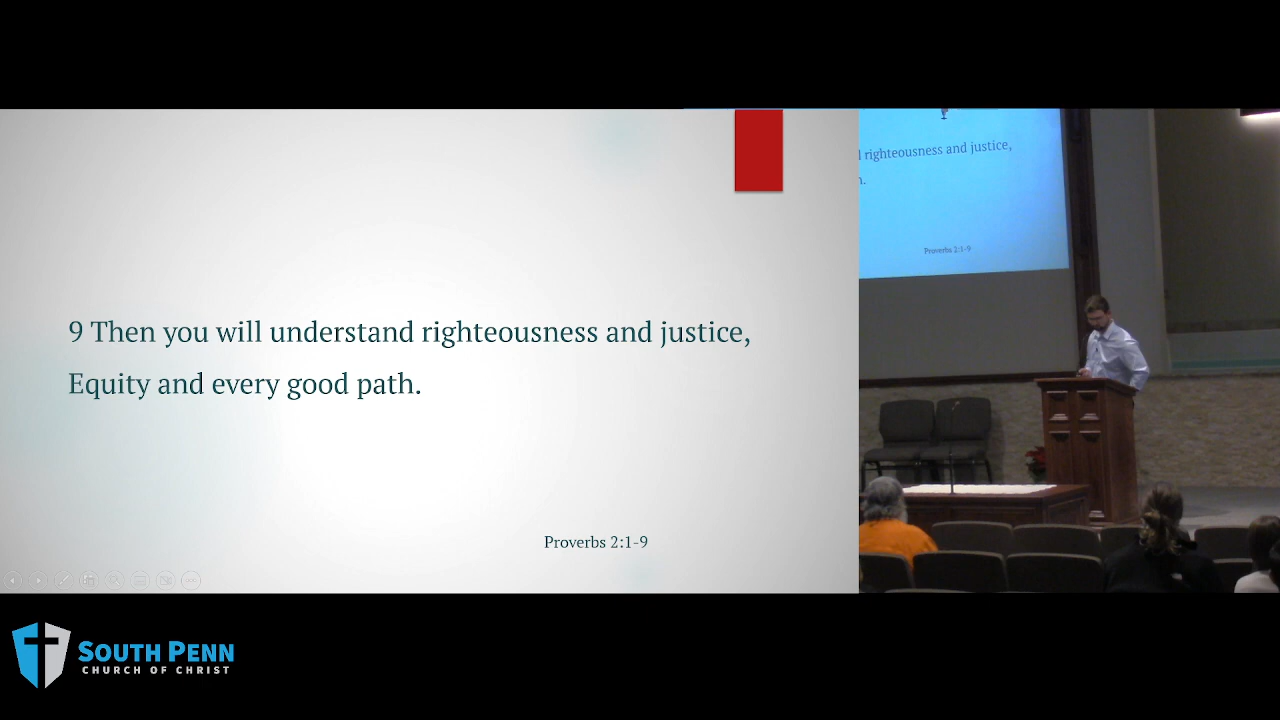 9 Then you will understand righteousness and justice,
Equity and every good path.
Proverbs 2:1-9
righteousness and justice,
h.
Proverbs 2:1-9
SOUTH PENN
CHURCH OF CHRIST